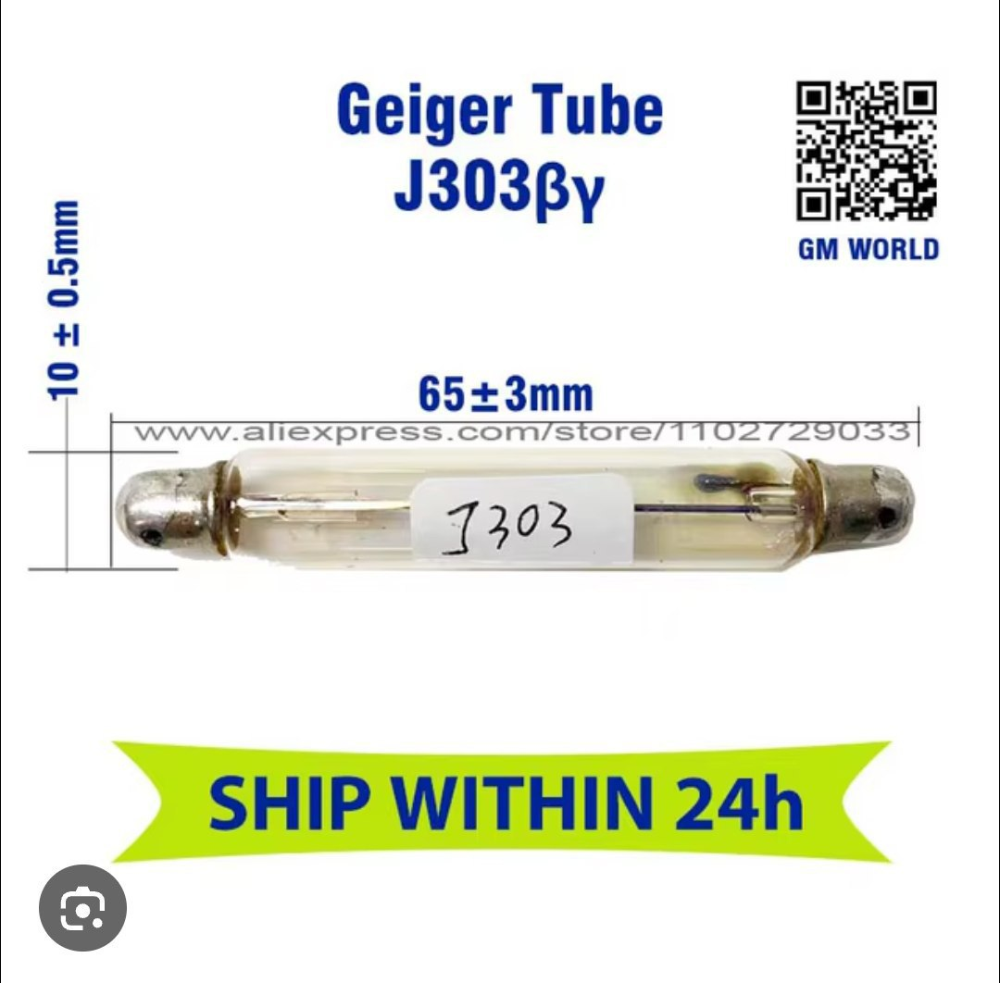 Geiger Tube
J303βγ
GM WORLD
10 ± 0.5mm
65±3mm
www.aliexpress.com/store/1102729033
J303
SHIP WITHIN 24h